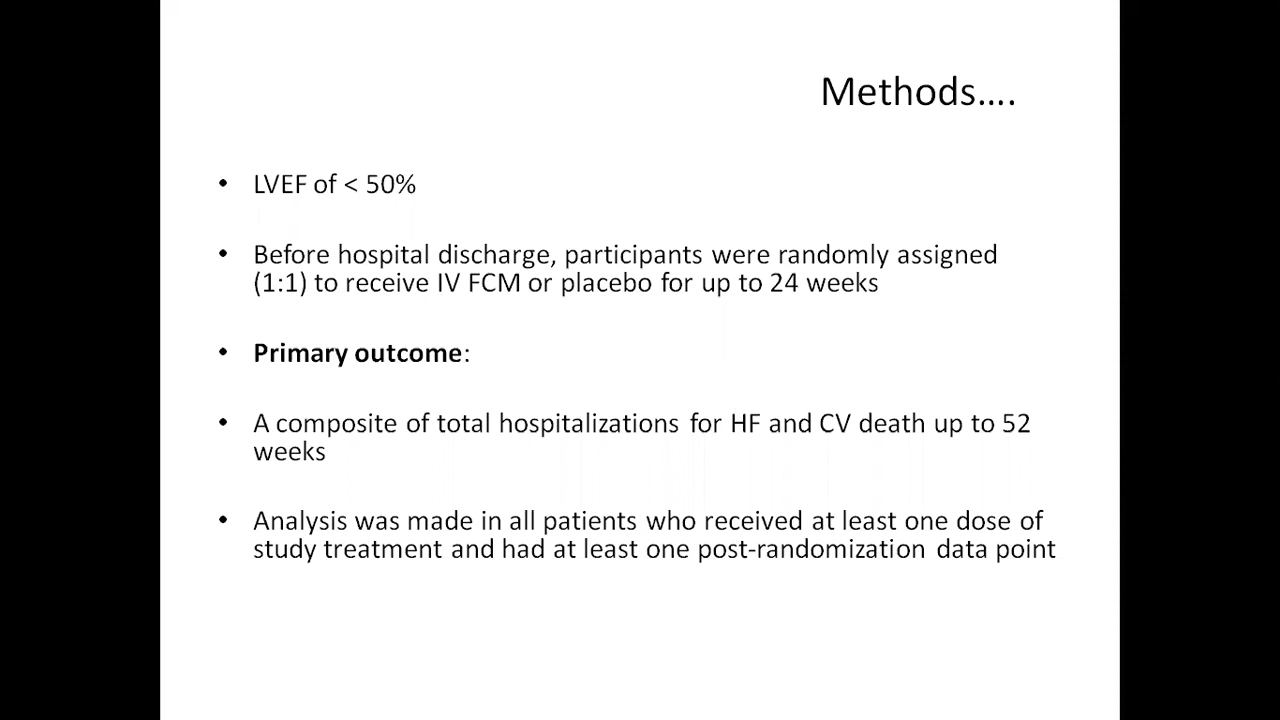 Methods....
• LVEF of < 50%
• Before hospital discharge, participants were randomly assigned
(1:1) to receive IV FCM or placebo for up to 24 weeks
• Primary outcome:
• A composite of total hospitalizations for HF and CV death up to 52
weeks
• Analysis was made in all patients who received at least one dose of
study treatment and had at least one post-randomization data point